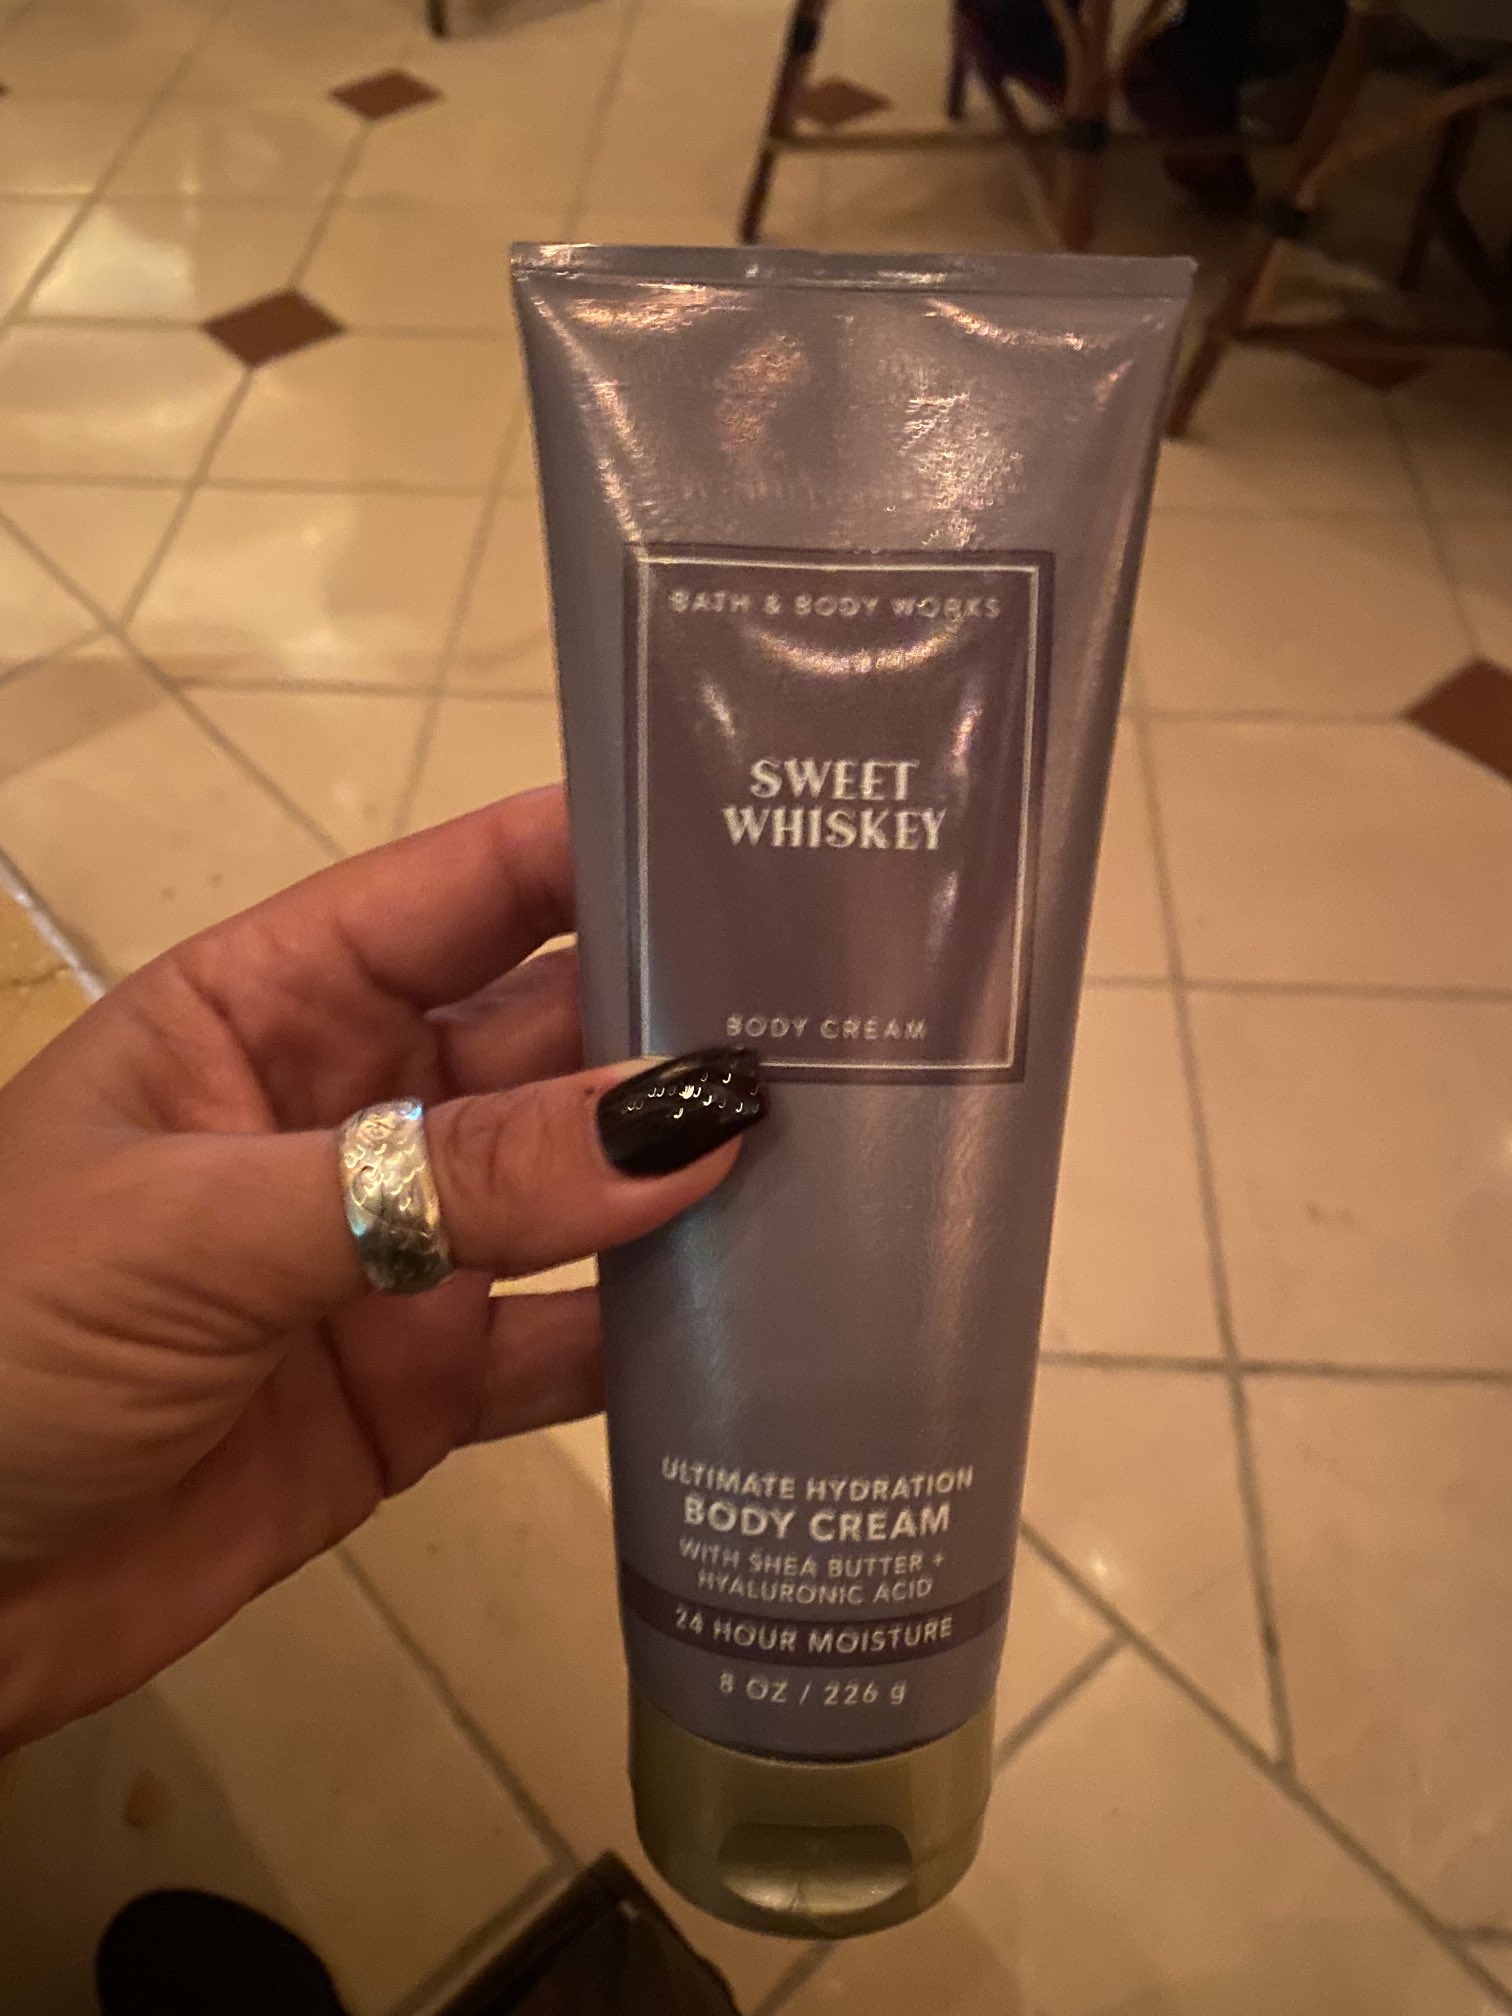 BATH & BODY WORKS
SWEET
WHISKEY
BODY CREAM
ULTIMATE HYDRATION
BODY CREAM
WITH SHEA BUTTER +
HYALURONIC ACID
24 HOUR MOISTURE
8 OZ / 226 g